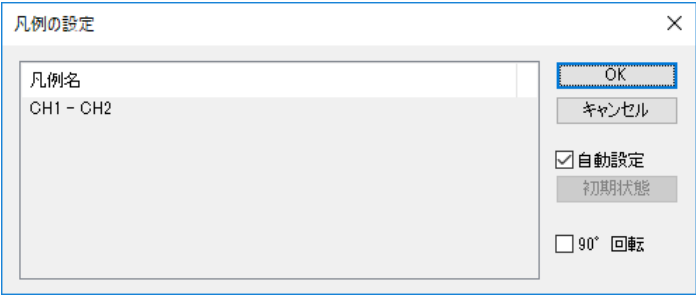 凡例の設定
凡例名
CH1 - CH2
OK
キャンセル
自動設定
初期状態
90° 回転